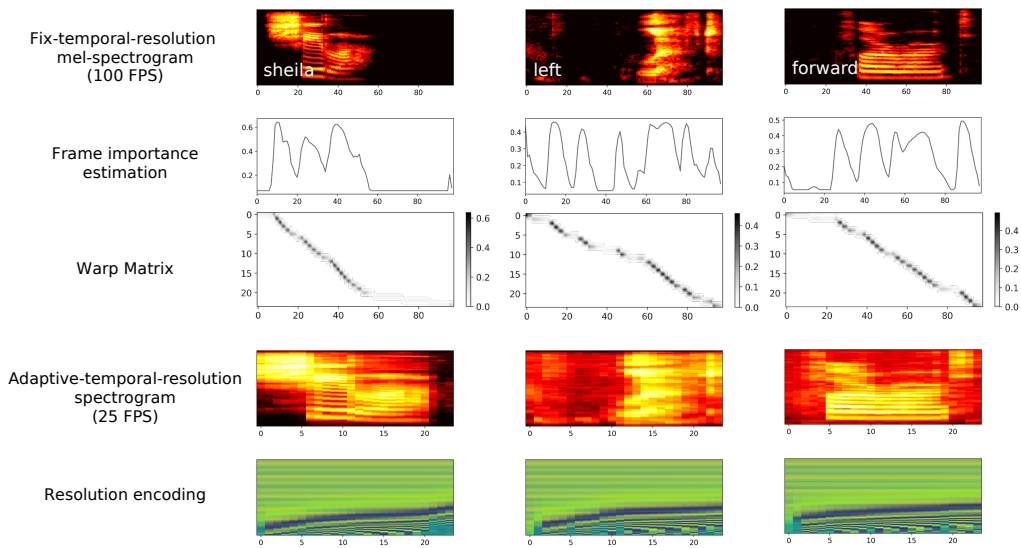 Fix-temporal-resolution
mel-spectrogram
(100 FPS)
sheila
left
forward
0 20 40 60 80
0 20 40 60 80
0 20 40 60 80
Frame importance
estimation
0.6
0.4
0.2
0 20 40 60 80
0.4
0.3
0.2
0.1
0 20 40 60 80
0.5
0.4
0.3
0.2
0.1
0 20 40 60 80
Warp Matrix
0
5
10
15
20
0 20 40 60 80
0.6
0.4
0.2
0.0
0
5
10
15
20
0 20 40 60 80
0.4
0.3
0.2
0.1
0.0
0
5
10
15
20
0 20 40 60 80
0.4
0.2
0.0
Adaptive-temporal-resolution
spectrogram
(25 FPS)
0 5 10 15 20
0 5 10 15 20
0 5 10 15 20
Resolution encoding
0 5 10 15 20
0 5 10 15 20
0 5 10 15 20